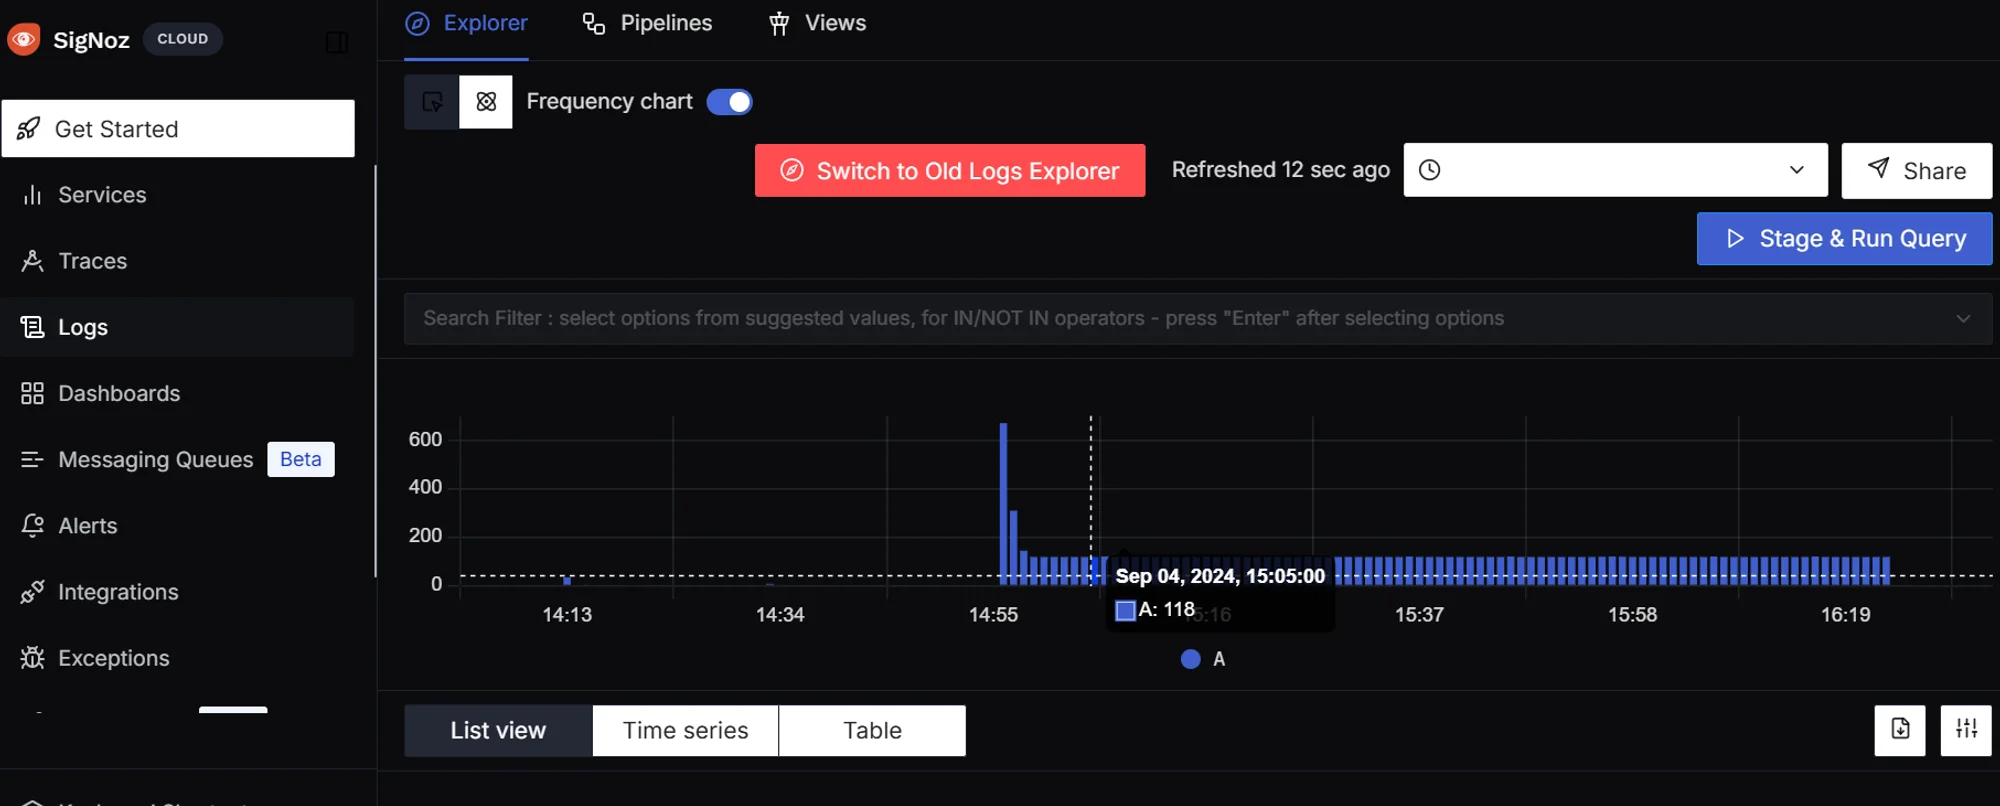 SigNoz CLOUD
Explorer Pipelines Views
Frequency chart
Get Started
Switch to Old Logs Explorer Refreshed 12 sec ago Share
Services
Stage & Run Query
Traces
Logs
Search Filter : select options from suggested values, for IN/NOT IN operators - press "Enter" after selecting options
Dashboards
Messaging Queues Beta
Alerts
Integrations
Exceptions
600
400
200
0
Sep 04, 2024, 15:05:00
A: 118
14:13 14:34 14:55 15:16 15:37 15:58 16:19
A
List view Time series Table